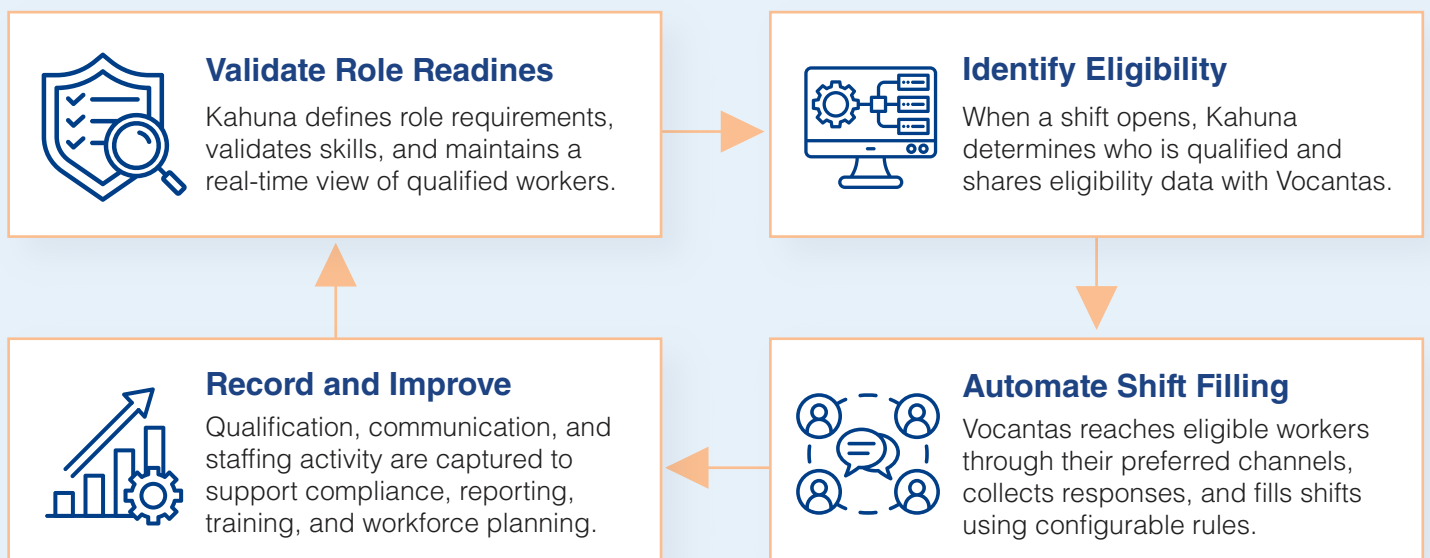 Validate Role Readines
Kahuna defines role requirements,
validates skills, and maintains a
real-time view of qualified workers.
Identify Eligibility
When a shift opens, Kahuna
determines who is qualified and
shares eligibility data with Vocantas.
Record and Improve
Qualification, communication, and
staffing activity are captured to
support compliance, reporting,
training, and workforce planning.
Automate Shift Filling
Vocantas reaches eligible workers
through their preferred channels,
collects responses, and fills shifts
using configurable rules.